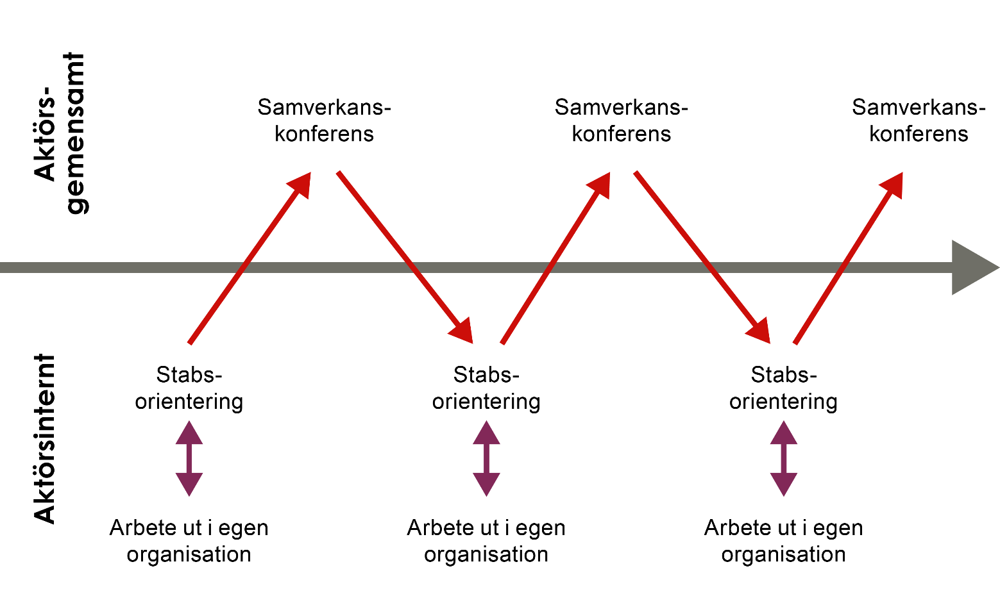 Aktörs-
gemensamt
Samverkans-
konferens
Samverkans-
konferens
Samverkans-
konferens
Aktörsinternt
Stabs-
orientering
Stabs-
orientering
Stabs-
orientering
Arbete ut i egen
organisation
Arbete ut i egen
organisation
Arbete ut i egen
organisation